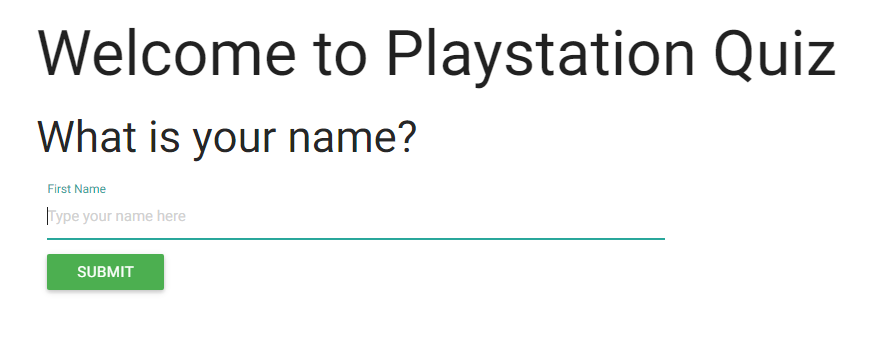 Welcome to Playstation Quiz
What is your name?
First Name
Type your name here
SUBMIT